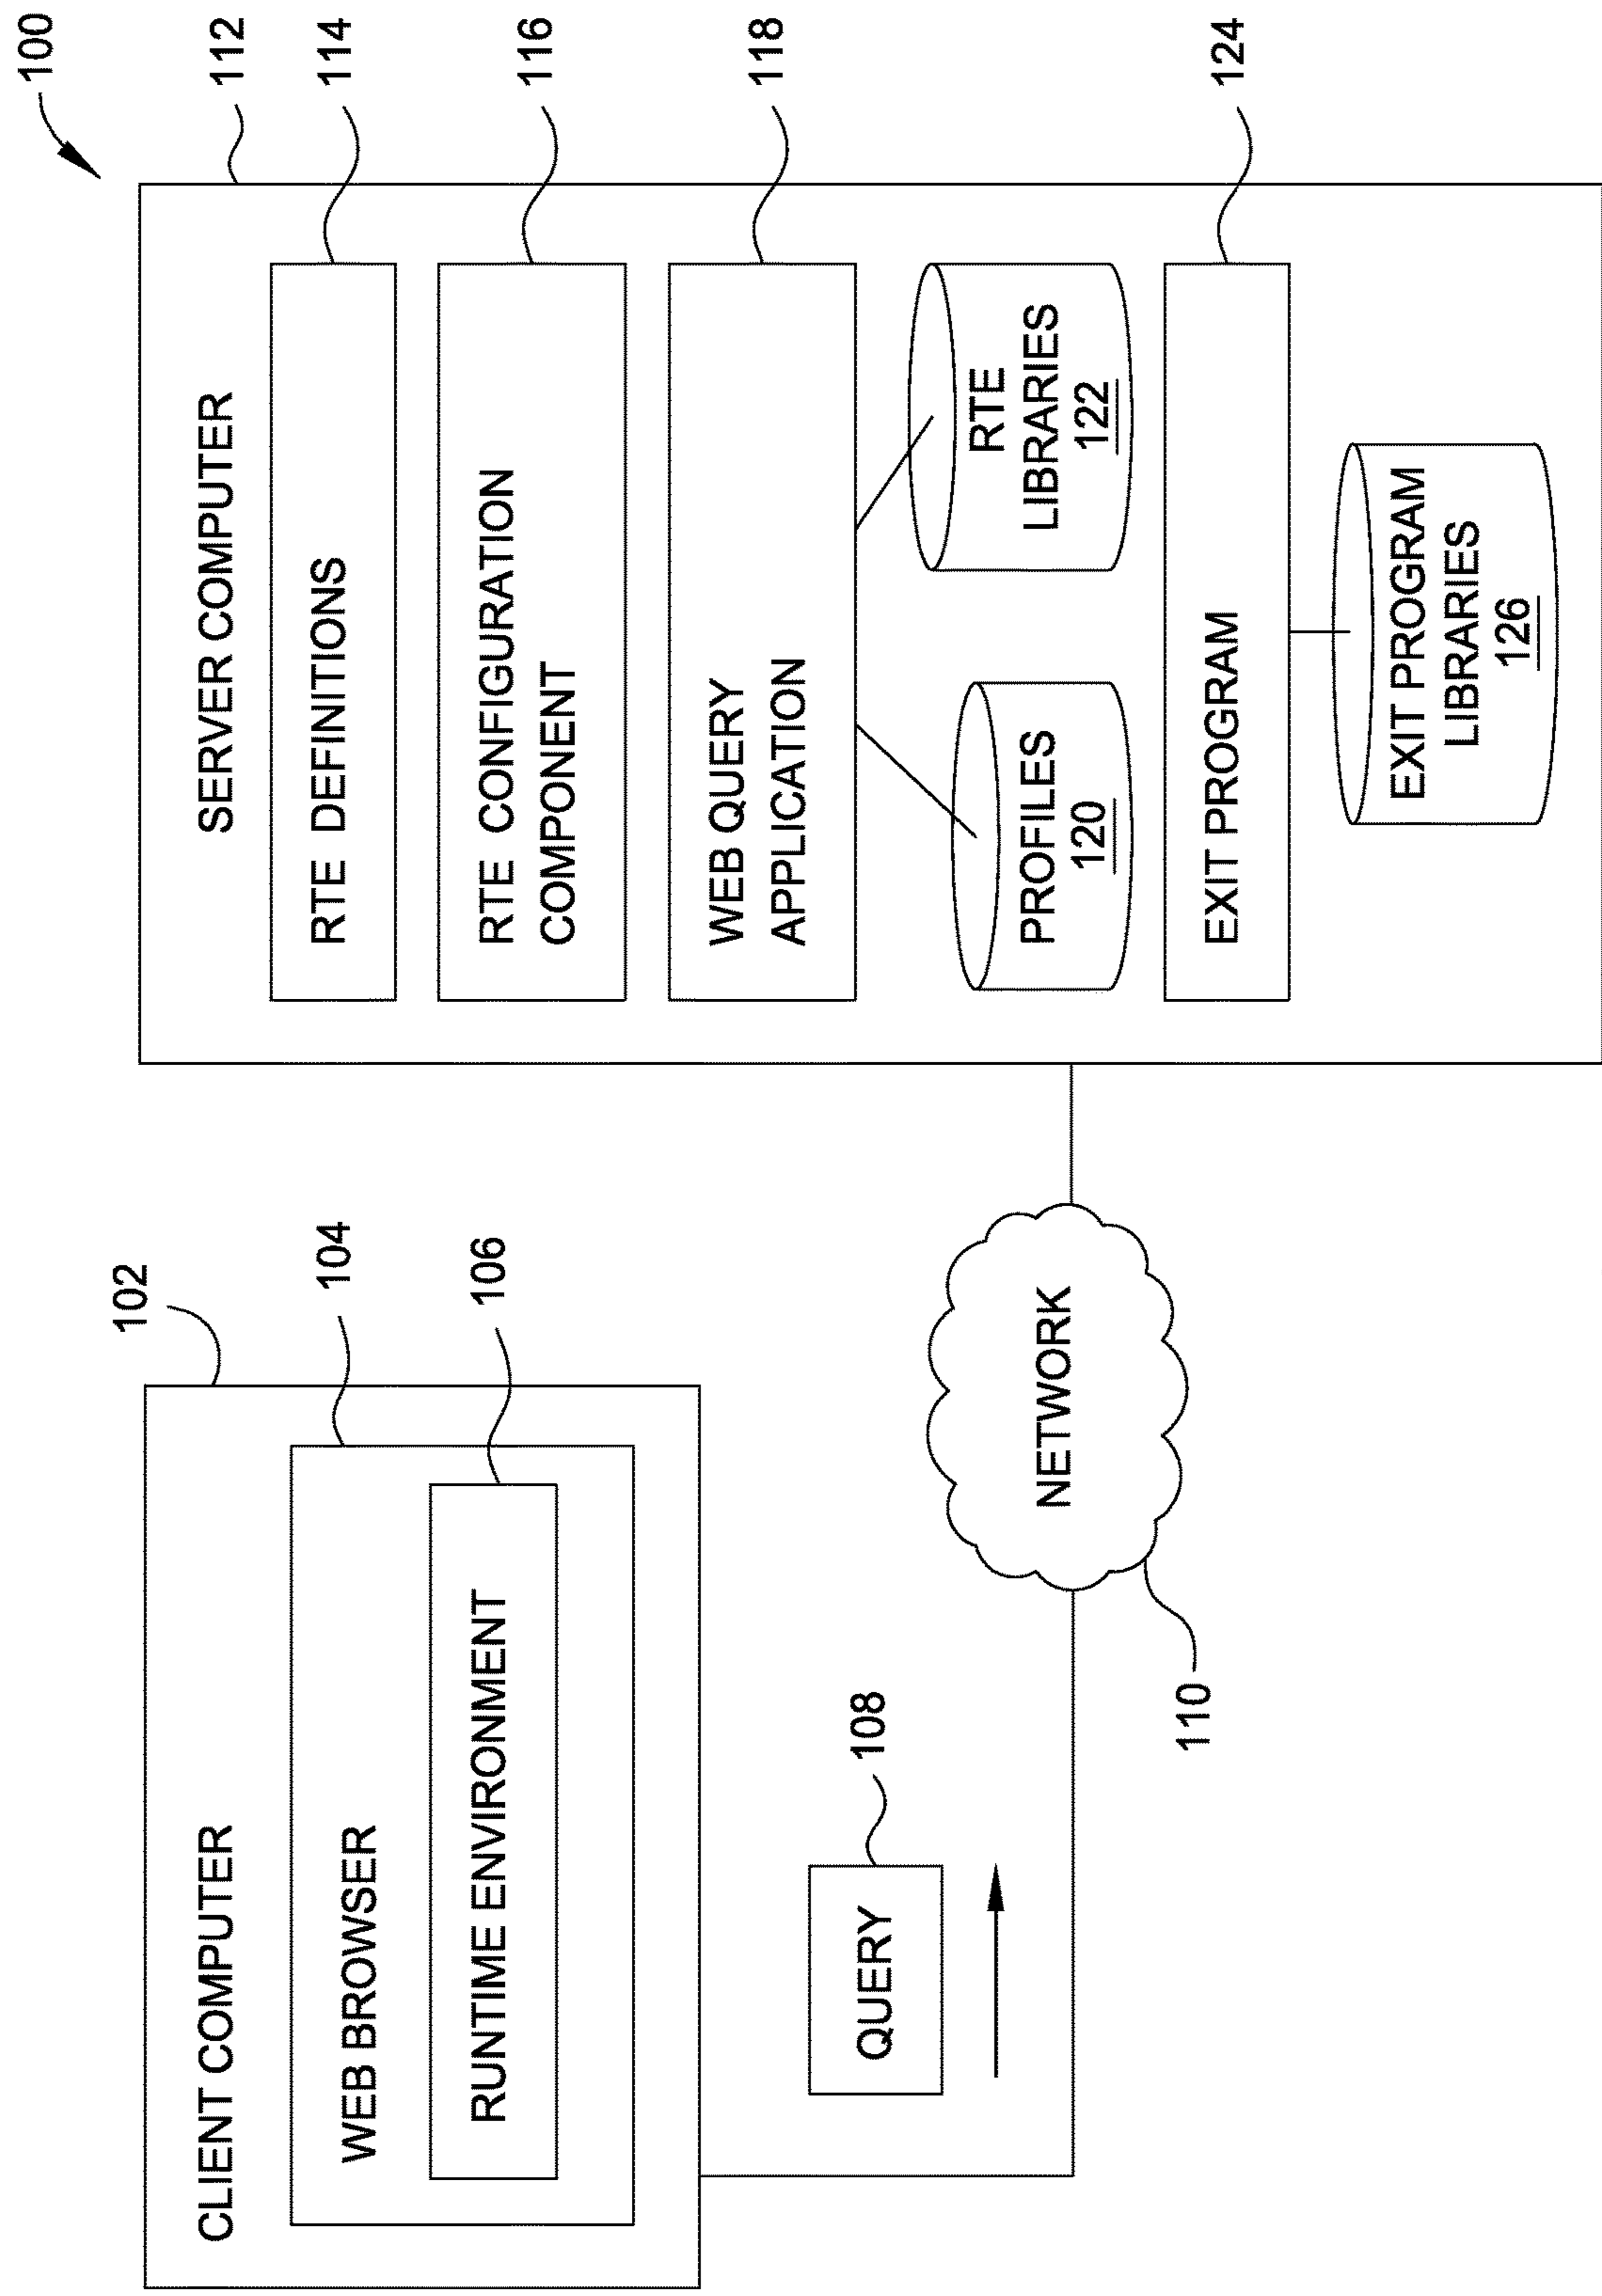 100
CLIENT COMPUTER
102
WEB BROWSER
104
RUNTIME ENVIRONMENT
106
QUERY
108
NETWORK
110
SERVER COMPUTER
112
RTE DEFINITIONS
114
RTE CONFIGURATION
COMPONENT
116
WEB QUERY
APPLICATION
118
PROFILES
120
RTE
LIBRARIES
122
EXIT PROGRAM
124
EXIT PROGRAM
LIBRARIES
126